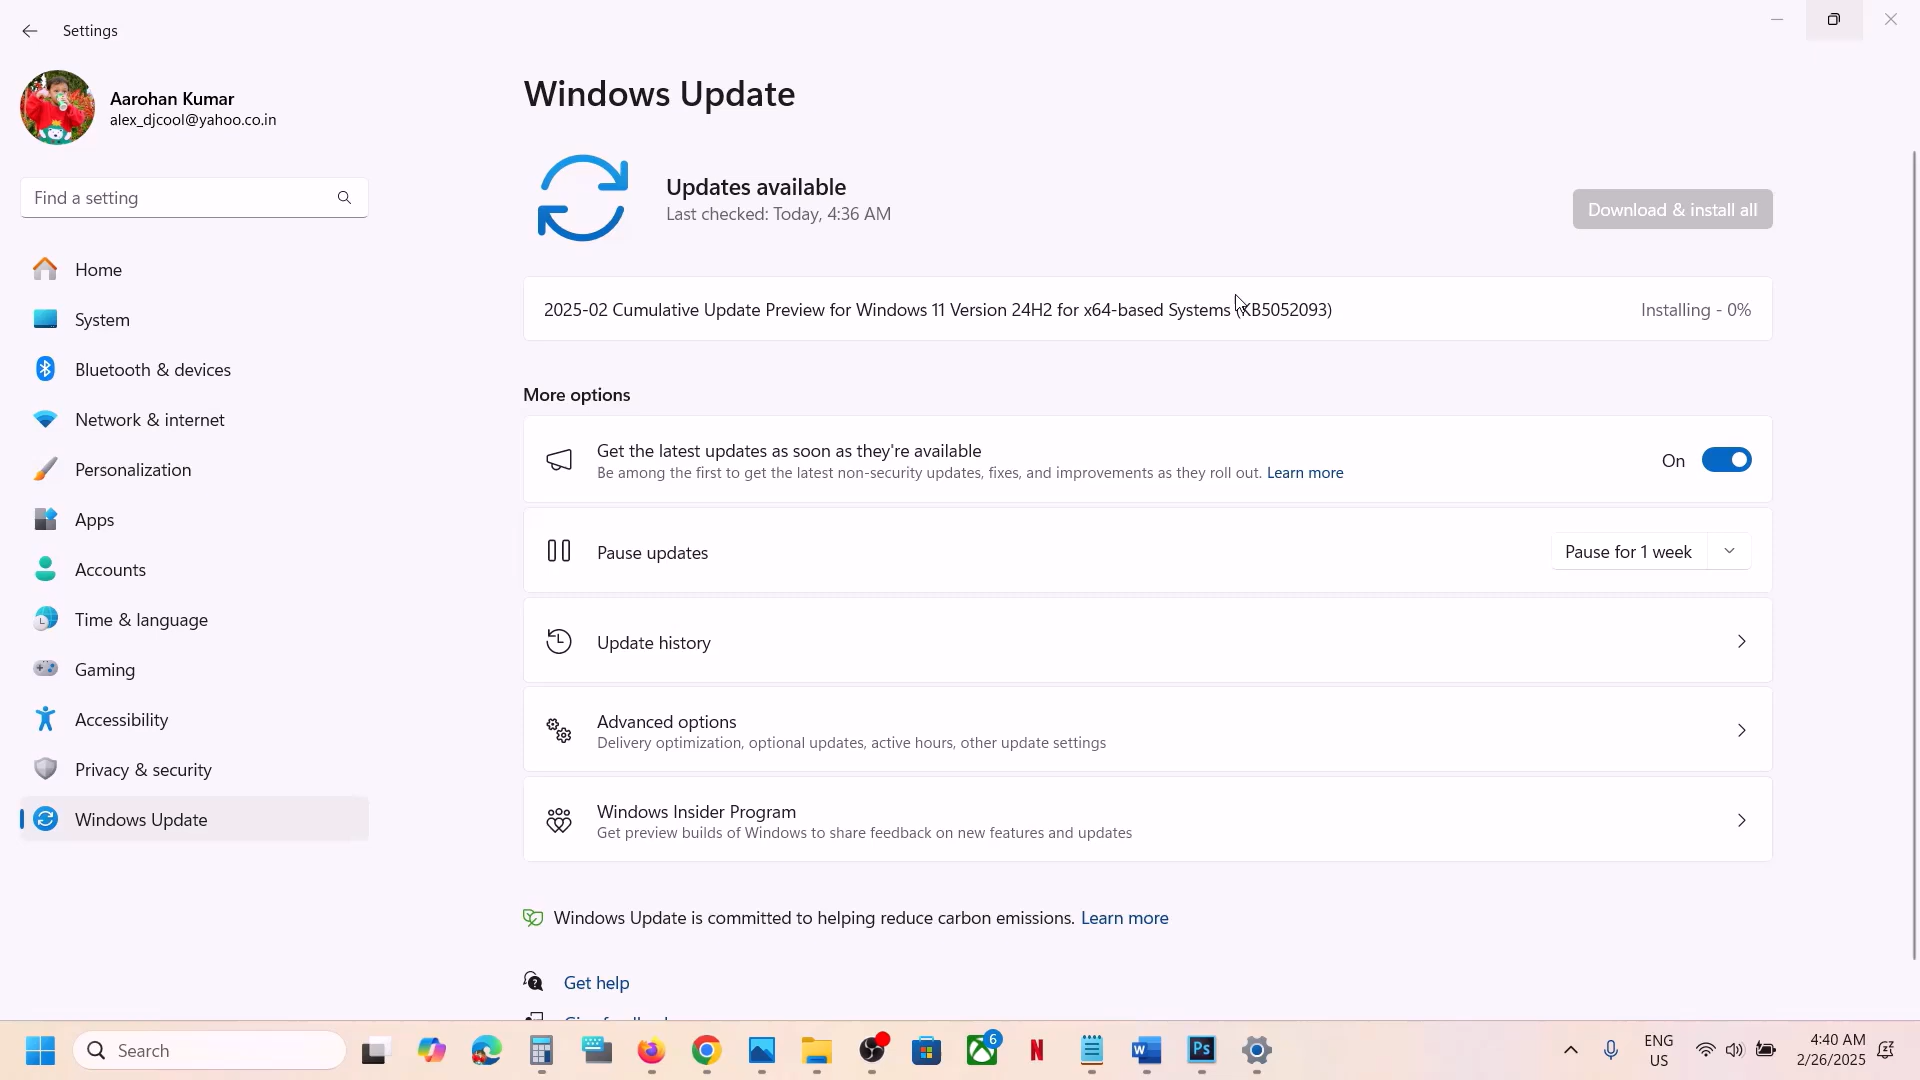 Settings
Aarohan Kumar
alex_djcool@yahoo.co.in
Find a setting
Home
System
Bluetooth & devices
Network & internet
Personalization
Apps
Accounts
Time & language
Gaming
Accessibility
Privacy & security
Windows Update
Windows Update
Updates available
Last checked: Today, 4:36 AM
Download & install all
2025-02 Cumulative Update Preview for Windows 11 Version 24H2 for x64-based Systems (KB5052093)
Installing - 0%
More options
Get the latest updates as soon as they're available
Be among the first to get the latest non-security updates, fixes, and improvements as they roll out. Learn more
On
Pause updates
Pause for 1 week
Update history
Advanced options
Delivery optimization, optional updates, active hours, other update settings
Windows Insider Program
Get preview builds of Windows to share feedback on new features and updates
Windows Update is committed to helping reduce carbon emissions. Learn more
Get help
Search
6
N
W
Ps
ENG
US
4:40 AM
2/26/2025